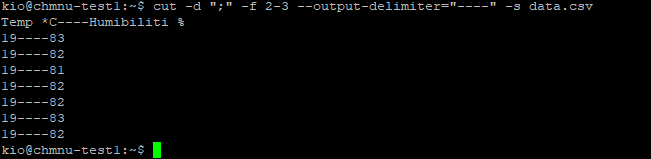 kio@chmnu-test1:~$ cut -d ";" -f 2-3 --output-delimiter="----" -s data.csv
Temp *C----Humibiliti %
19----83
19----82
19----81
19----82
19----82
19----83
19----82
kio@chmnu-test1:~$